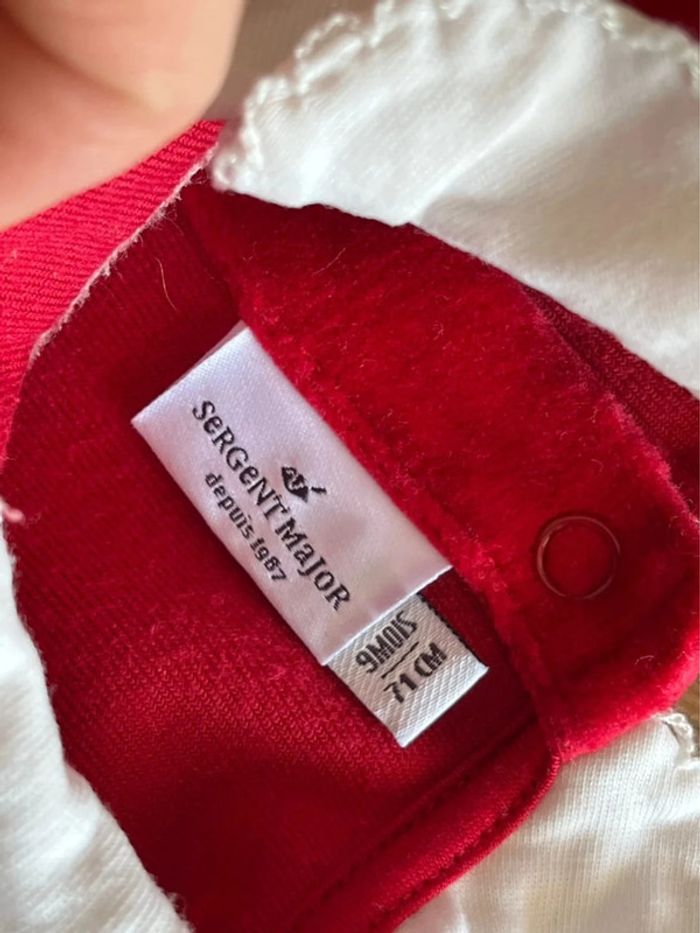 SeRGeNT MaJOR
depuis 1987
9MOIS
71 CM